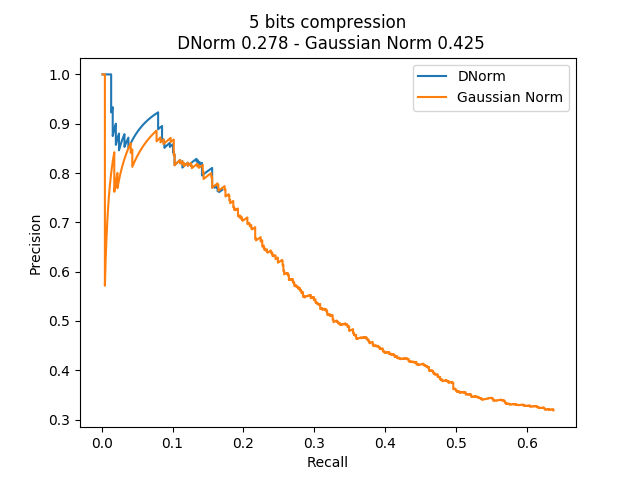 5 bits compression
DNorm 0.278 - Gaussian Norm 0.425
DNorm
Gaussian Norm
1.0
0.9
0.8
0.7
0.6
0.5
0.4
0.3
Precision
0.0 0.1 0.2 0.3 0.4 0.5 0.6
Recall